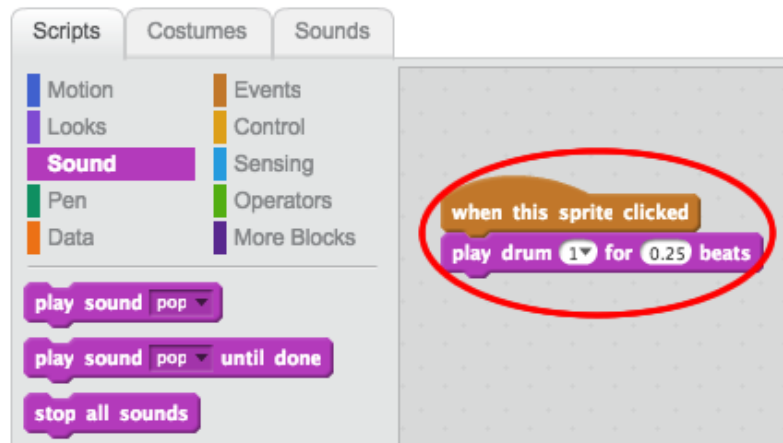 Scripts Costumes Sounds
Motion Events
Looks Control
Sound Sensing
Pen Operators
Data More Blocks
play sound pop
play sound pop until done
stop all sounds
when this sprite clicked
play drum 1 for 0.25 beats